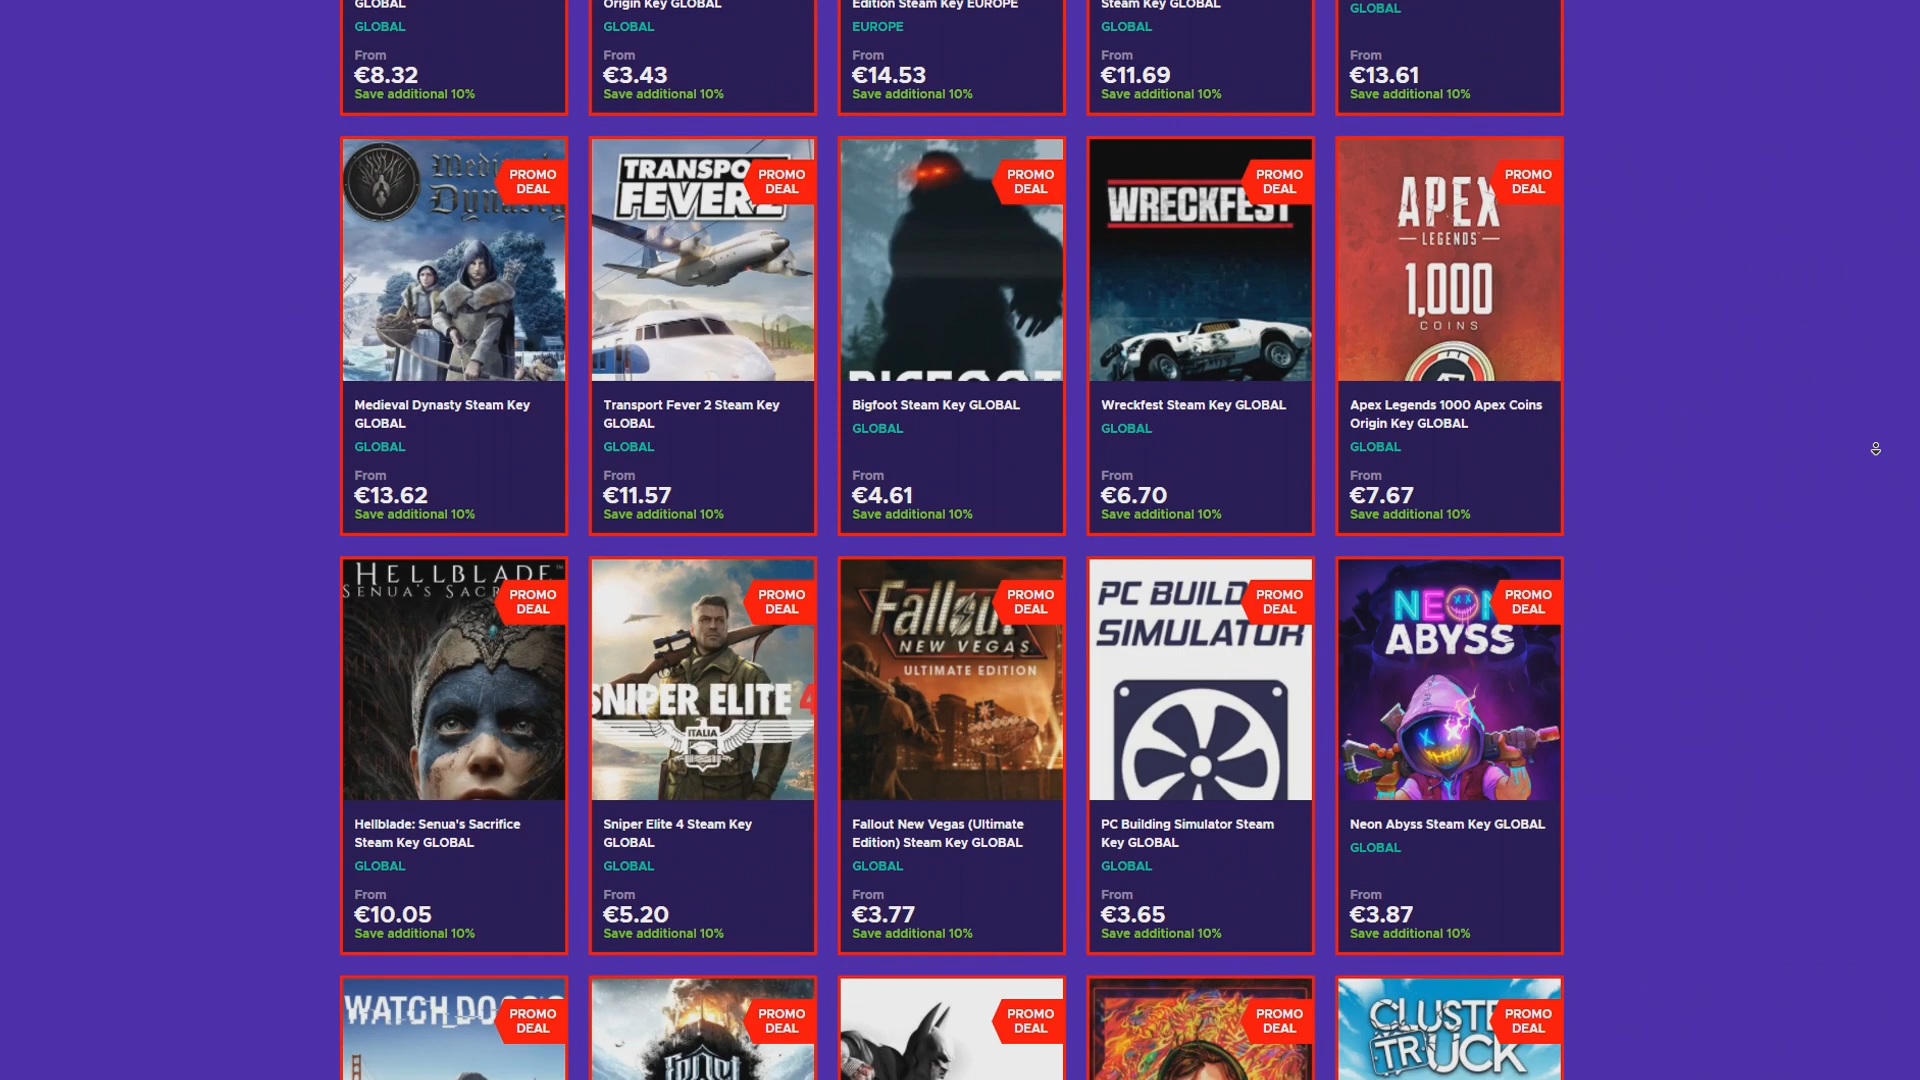 GLOBAL
GLOBAL
From
€8.32
Save additional 10%
Origin Key GLOBAL
GLOBAL
From
€3.43
Save additional 10%
Edition Steam Key EUROPE
EUROPE
From
€14.53
Save additional 10%
Steam Key GLOBAL
GLOBAL
From
€11.69
Save additional 10%
GLOBAL
From
€13.61
Save additional 10%
PROMO
DEAL
Medieval Dynasty Steam Key
GLOBAL
GLOBAL
From
€13.62
Save additional 10%
TRANSPO
FEVER 2
PROMO
DEAL
Transport Fever 2 Steam Key
GLOBAL
GLOBAL
From
€11.57
Save additional 10%
PROMO
DEAL
BIGFOOT
Bigfoot Steam Key GLOBAL
GLOBAL
From
€4.61
Save additional 10%
WRECKFEST
PROMO
DEAL
Wreckfest Steam Key GLOBAL
GLOBAL
From
€6.70
Save additional 10%
APEX
LEGENDS
1,000
COINS
PROMO
DEAL
Apex Legends 1000 Apex Coins
Origin Key GLOBAL
GLOBAL
From
€7.67
Save additional 10%
HELLBLADE
SENUA'S SACR
PROMO
DEAL
Hellblade: Senua's Sacrifice
Steam Key GLOBAL
GLOBAL
From
€10.05
Save additional 10%
PROMO
DEAL
SNIPER ELITE 4
ITALIA
Sniper Elite 4 Steam Key
GLOBAL
GLOBAL
From
€5.20
Save additional 10%
Fallout
NEW VEGAS
ULTIMATE EDITION
PROMO
DEAL
Fallout New Vegas (Ultimate
Edition) Steam Key GLOBAL
GLOBAL
From
€3.77
Save additional 10%
PC BUILD
SIMULATOR
PROMO
DEAL
PC Building Simulator Steam
Key GLOBAL
GLOBAL
From
€3.65
Save additional 10%
NEON
ABYSS
PROMO
DEAL
Neon Abyss Steam Key GLOBAL
GLOBAL
From
€3.87
Save additional 10%
WATCH_DOGS
PROMO
DEAL
PROMO
DEAL
PROMO
DEAL
PROMO
DEAL
CLUSTE
TRUCK
PROMO
DEAL